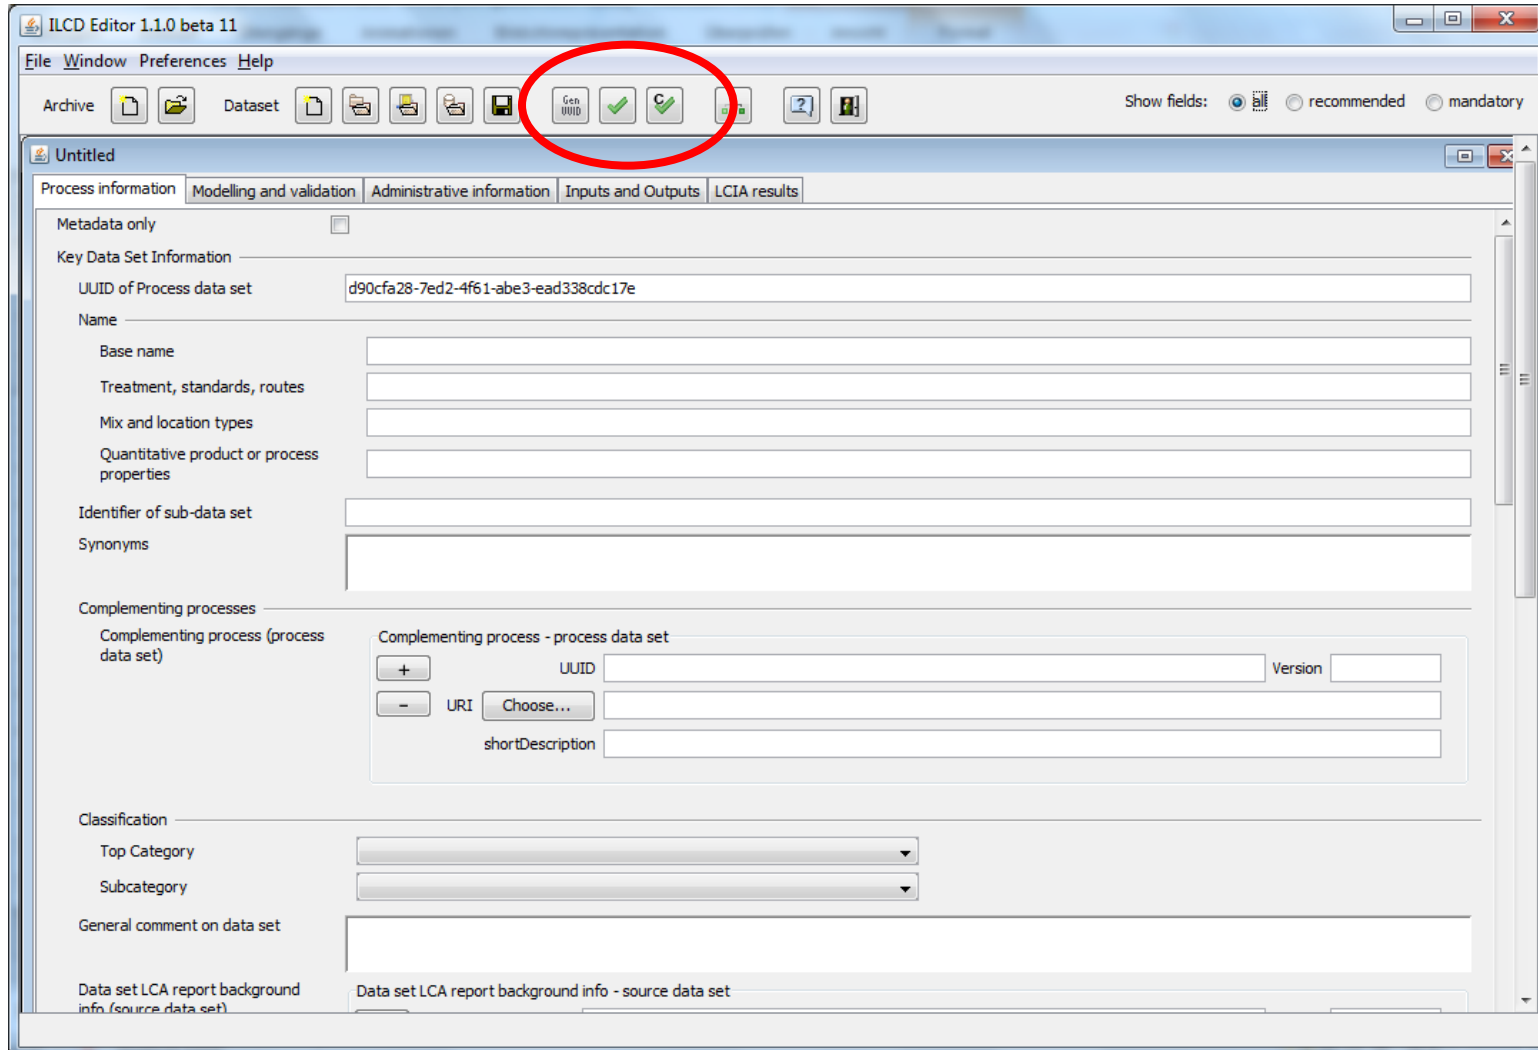 ILCD Editor 1.1.0 beta 11
File Window Preferences Help
Archive Dataset Gen UUID C Show fields: all recommended mandatory
Untitled
Process information Modelling and validation Administrative information Inputs and Outputs LCIA results
Metadata only
Key Data Set Information
UUID of Process data set d90cfa28-7ed2-4f61-abe3-ead338cdc17e
Name
Base name
Treatment, standards, routes
Mix and location types
Quantitative product or process
properties
Identifier of sub-data set
Synonyms
Complementing processes
Complementing process (process
data set)
Complementing process - process data set
+ UUID Version
- URI Choose...
shortDescription
Classification
Top Category
Subcategory
General comment on data set
Data set LCA report background
info (source data set)
Data set LCA report background info - source data set